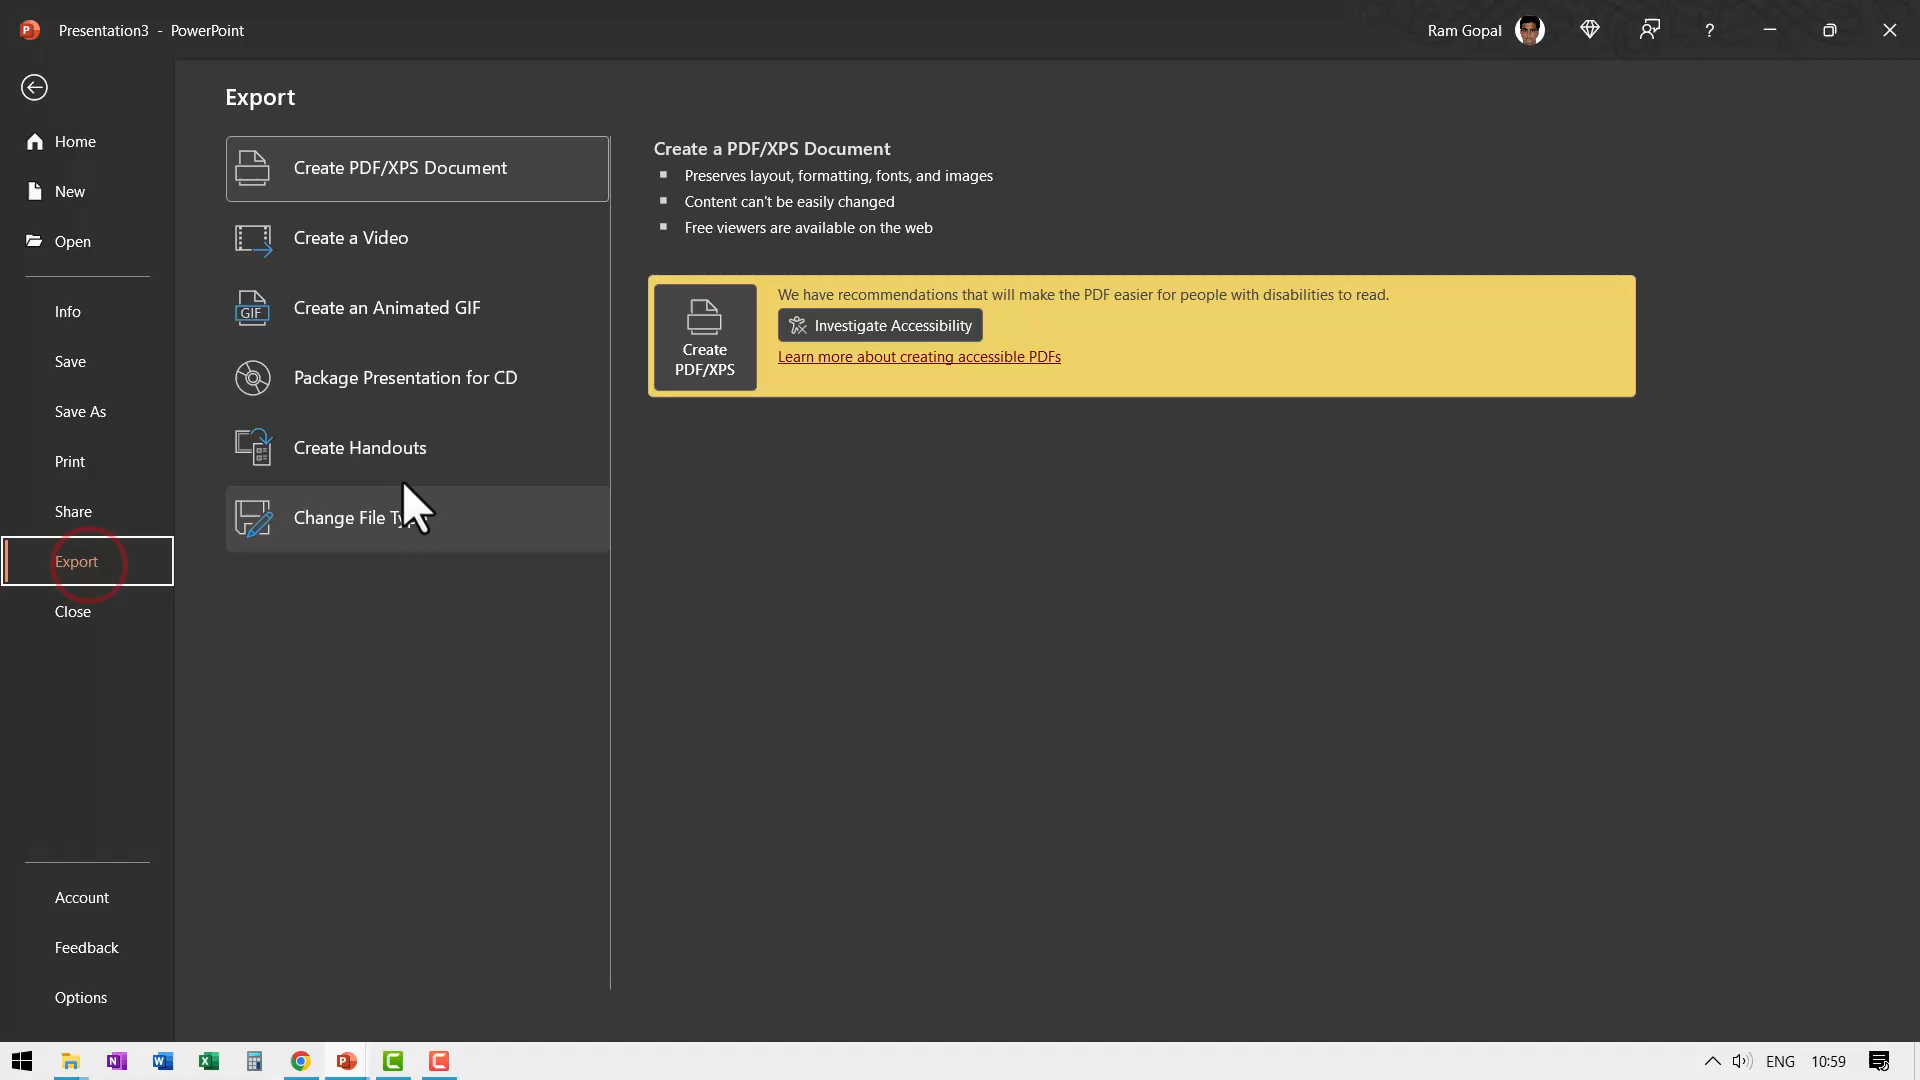 Presentation3 - PowerPoint
Ram Gopal
?
Home
New
Open
Info
Save
Save As
Print
Share
Export
Close
Account
Feedback
Options
Export
Create PDF/XPS Document
Create a Video
GIF
Create an Animated GIF
Package Presentation for CD
Create Handouts
Change File
Create a PDF/XPS Document
Preserves layout, formatting, fonts, and images
Content can't be easily changed
Free viewers are available on the web
Create
PDF/XPS
We have recommendations that will make the PDF easier for people with disabilities to read.
Investigate Accessibility
Learn more about creating accessible PDFs
ENG
10:59